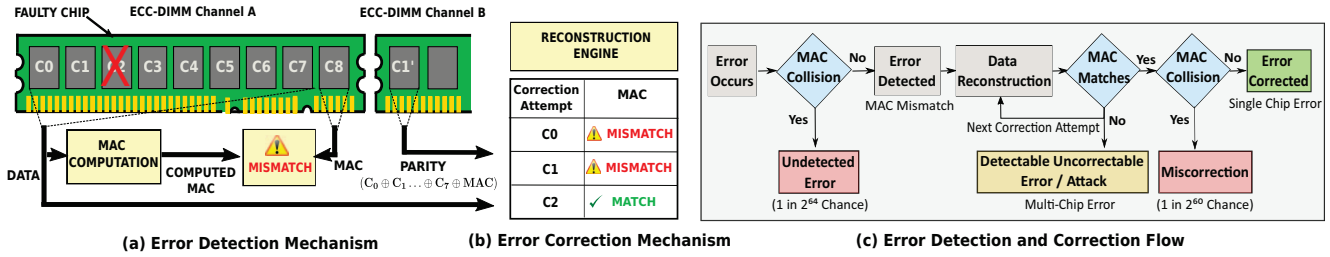 FAULTY CHIP
ECC-DIMM Channel A
ECC-DIMM Channel B
C0
C1
C2
C3
C4
C5
C6
C7
C8
C1'
MAC
COMPUTATION
COMPUTED
MAC
MISMATCH
MAC
DATA
PARITY
(C₀ ⊕ C₁ … ⊕ C₇ ⊕ MAC)
(a) Error Detection Mechanism
RECONSTRUCTION
ENGINE
Correction
Attempt
MAC
C0
MISMATCH
C1
MISMATCH
C2
MATCH
(b) Error Correction Mechanism
Error
Occurs
MAC
Collision
No
Yes
Undetected
Error
(1 in 2⁶⁴ Chance)
Error
Detected
MAC Mismatch
Data
Reconstruction
Next Correction Attempt
MAC
Matches
Yes
No
Detectable Uncorrectable
Error / Attack
Multi-Chip Error
MAC
Collision
No
Yes
Miscorrection
(1 in 2⁶⁰ Chance)
Error
Corrected
Single Chip Error
(c) Error Detection and Correction Flow